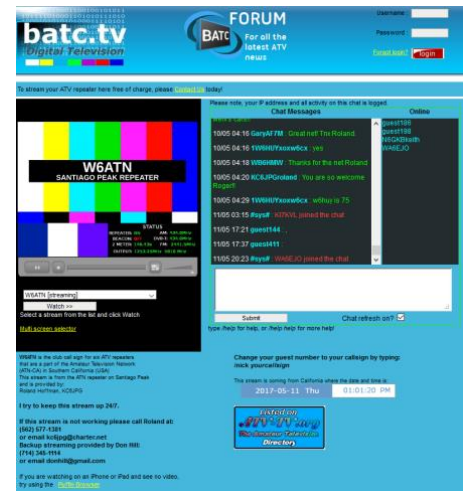 batc.tv
Digital Television
FORUM
BATC
For all the
latest ATV
news
Username
Password
Forgot login?
login
To stream your ATV repeater here free of charge, please Contact Us today!
Please note, your IP address and all activity on this chat is logged.
Chat Messages
Online
10/05 04:16 GaryAF7M : Great net! Tnx Roland.
10/05 04:16 1W6HUYxoxw6cx : yes
10/05 04:18 WB6HMW : Thanks for the net Roland
10/05 04:20 KC6JPGroland : You are so welcome
Roger!!
10/05 04:29 1W6HUYxoxw6cx : w6huy is 75
11/05 03:15 #sys# : KI7KVL joined the chat
11/05 17:21 guest144 : ,
11/05 17:37 guest411 :
11/05 20:23 #sys# : WA6EJO joined the chat
guest185
guest198
WA6EJO
W6ATN
SANTIAGO PEAK REPEATER
STATUS
W6ATN [streaming]
Watch >>
Select a stream from the list and click Watch
Multi screen selector
Submit
Chat refresh on?
type /help for help, or /help help for more help!
W6ATN is the club call sign for six ATV repeaters
that are a part of the Amateur Television Network
(ATN-CA) in Southern California (USA)
This stream is from the ATN repeater on Santiago Peak
and is provided by:
Roland Hoffman, KC6JPG
I try to keep this stream up 24/7.
If this stream is not working please call Roland at:
(562) 577-1381
or email kc6jpg@charter.net
Backup streaming provided by Don Hill:
(714) 345-1114
or email donhill@gmail.com
If you are watching on an iPhone or iPad and see no video,
try using the Puffin Browser
Change your guest number to your callsign by typing:
/nick yourcallsign
This stream is coming from California where the date and time is:
2017-05-11 Thu
01:01:20 PM
Listed on
The Amateur Television
Directory